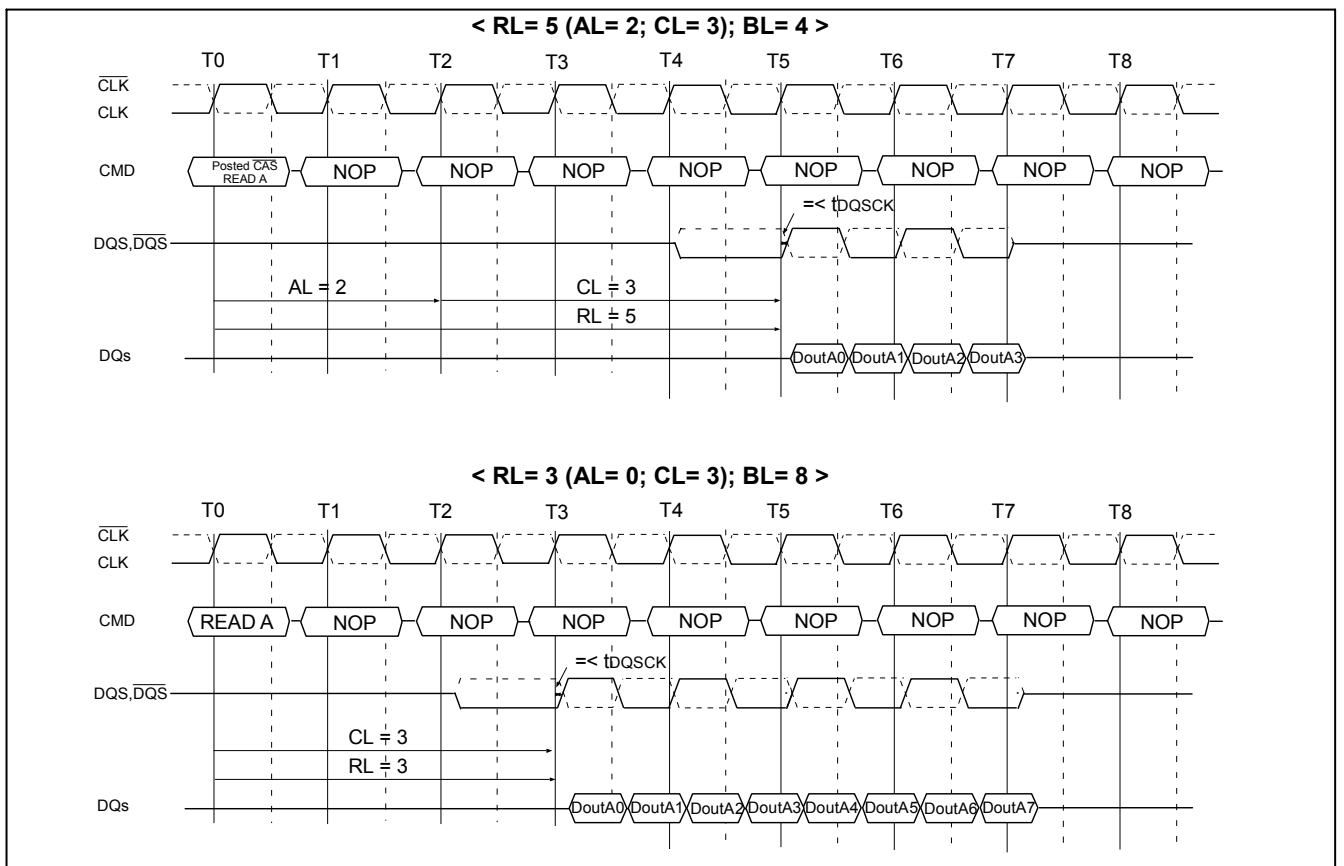 < RL= 5 (AL= 2; CL= 3); BL= 4 >
T0 T1 T2 T3 T4 T5 T6 T7 T8
CLK
CLK
CMD Posted CAS READ A NOP NOP NOP NOP NOP NOP NOP NOP
=< tDQSCK
DQS,DQS
AL = 2 CL = 3
RL = 5
DQs DoutA0 DoutA1 DoutA2 DoutA3
< RL= 3 (AL= 0; CL= 3); BL= 8 >
T0 T1 T2 T3 T4 T5 T6 T7 T8
CLK
CLK
CMD READ A NOP NOP NOP NOP NOP NOP NOP NOP
=< tDQSCK
DQS,DQS
CL = 3
RL = 3
DQs DoutA0 DoutA1 DoutA2 DoutA3 DoutA4 DoutA5 DoutA6 DoutA7